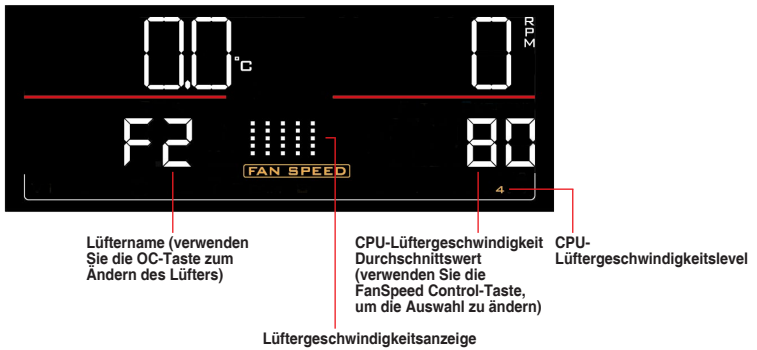 0.0 °C
0 RPM
F2
80
FAN SPEED
4
Lüftername (verwenden
Sie die OC-Taste zum
Ändern des Lüfters)
CPU-Lüftergeschwindigkeit
Durchschnittswert
(verwenden Sie die
FanSpeed Control-Taste,
um die Auswahl zu ändern)
CPU-
Lüftergeschwindigkeitslevel
Lüftergeschwindigkeitsanzeige